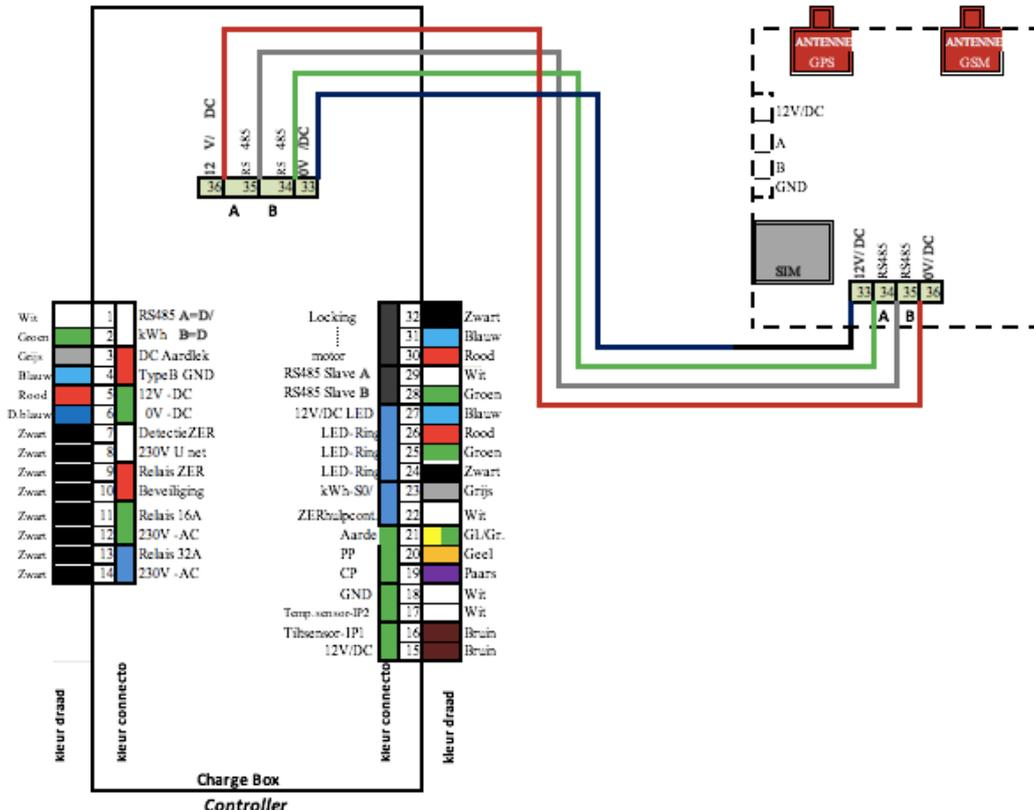 ANTENNE
GPS
ANTENNE
GSM
12V/DC
A
B
GND
SIM
12 V/ DC
RS 485
RS 485
0V /DC
36 35 34 33
A B
12V/DC
RS485
RS485
0V/DC
33 34 35 36
A B
Wit 1 RS485 A=D/
Groen 2 kWh B=D
Grijs 3 DC Aardlek
Blauw 4 TypeB GND
Rood 5 12V -DC
D.blauw 6 0V -DC
Zwart 7 DetectieZER
Zwart 8 230V U net
Zwart 9 Relais ZER
Zwart 10 Beveiliging
Zwart 11 Relais 16A
Zwart 12 230V -AC
Zwart 13 Relais 32A
Zwart 14 230V -AC
Locking 32 Zwart
31 Blauw
motor 30 Rood
RS485 Slave A 29 Wit
RS485 Slave B 28 Groen
12V/DC LED 27 Blauw
LED-Ring 26 Rood
LED-Ring 25 Groen
LED-Ring 24 Zwart
kWh-S0/ 23 Grijs
ZERhulpcont. 22 Wit
Aarde 21 GL/Gr.
PP 20 Geel
CP 19 Paars
GND 18 Wit
Temp.sensor-IP2 17 Wit
Tiltsensor-IP1 16 Bruin
12V/DC 15 Bruin
kleur draad
kleur connecto
kleur connecto
kleur draad
Charge Box
Controller